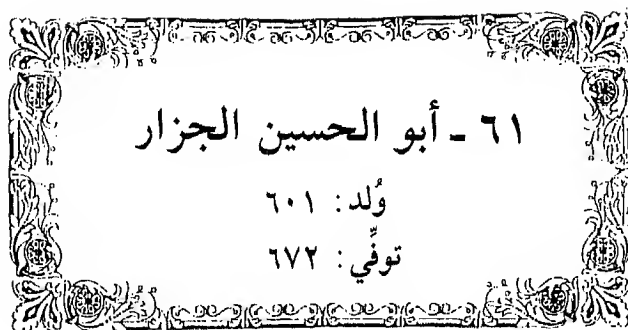 ٦١ - أبو الحسين الجزار
وُلد: ٦٠١
توفِّي: ٦٧٢